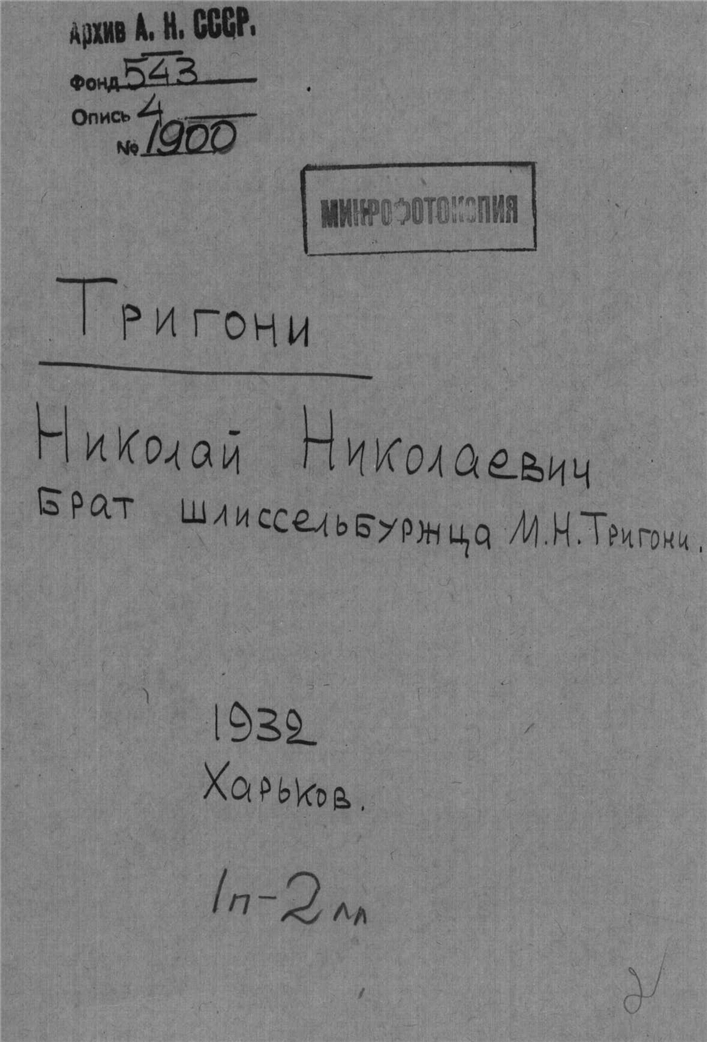 Архив А. Н. СССР.
Фонд 543
Опись 4
№ 1900
МИКРОФОТОКОПИЯ
Тригони
Николай Николаевич
Брат шлиссельбуржца М.Н.Тригони.
1932
Харьков.
1п-2лл
2